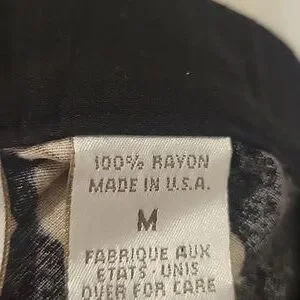 100% RAYON
MADE IN U.S.A.
M
FABRIQUE AUX
ETATS-UNIS
OVER FOR CARE